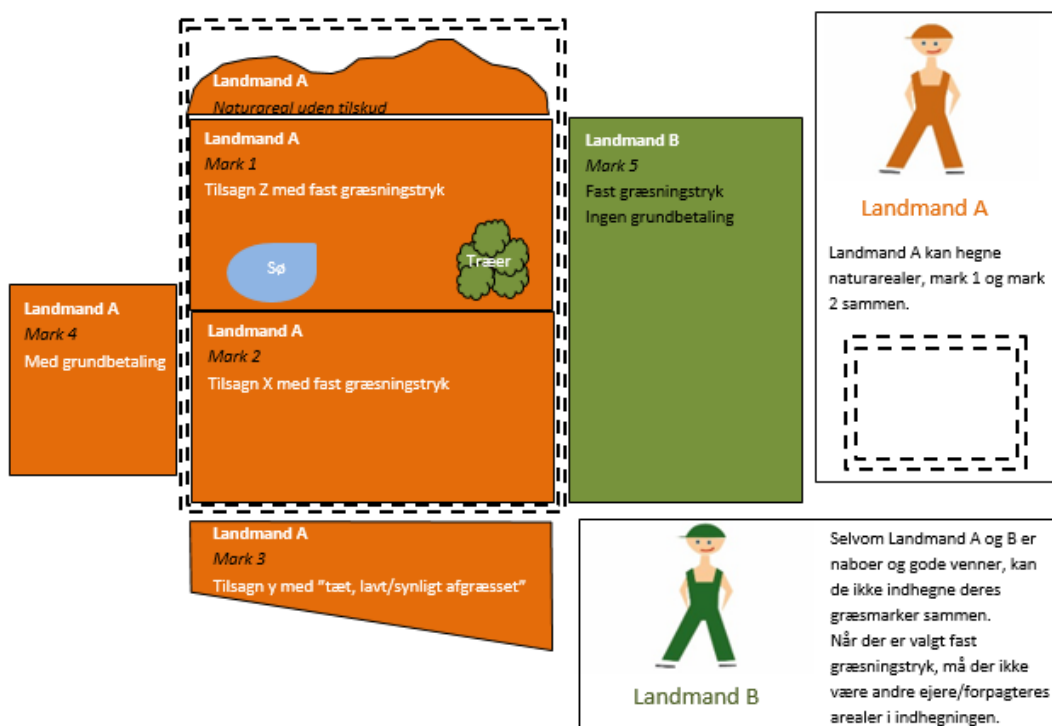 Landmand A
Naturareal uden tilskud
Landmand A
Mark 1
Tilsagn Z med fast græsningstryk
Sø
Træer
Landmand A
Mark 2
Tilsagn X med fast græsningstryk
Landmand A
Mark 4
Med grundbetaling
Landmand A
Mark 3
Tilsagn y med ”tæt, lavt/synligt afgræsset”
Landmand B
Mark 5
Fast græsningstryk
Ingen grundbetaling
Landmand A
Landmand A kan hegne
naturarealer, mark 1 og mark
2 sammen.
Landmand B
Selvom Landmand A og B er
naboer og gode venner, kan
de ikke indhegne deres
græsmarker sammen.
Når der er valgt fast
græsningstryk, må der ikke
være andre ejere/forpagteres
arealer i indhegningen.